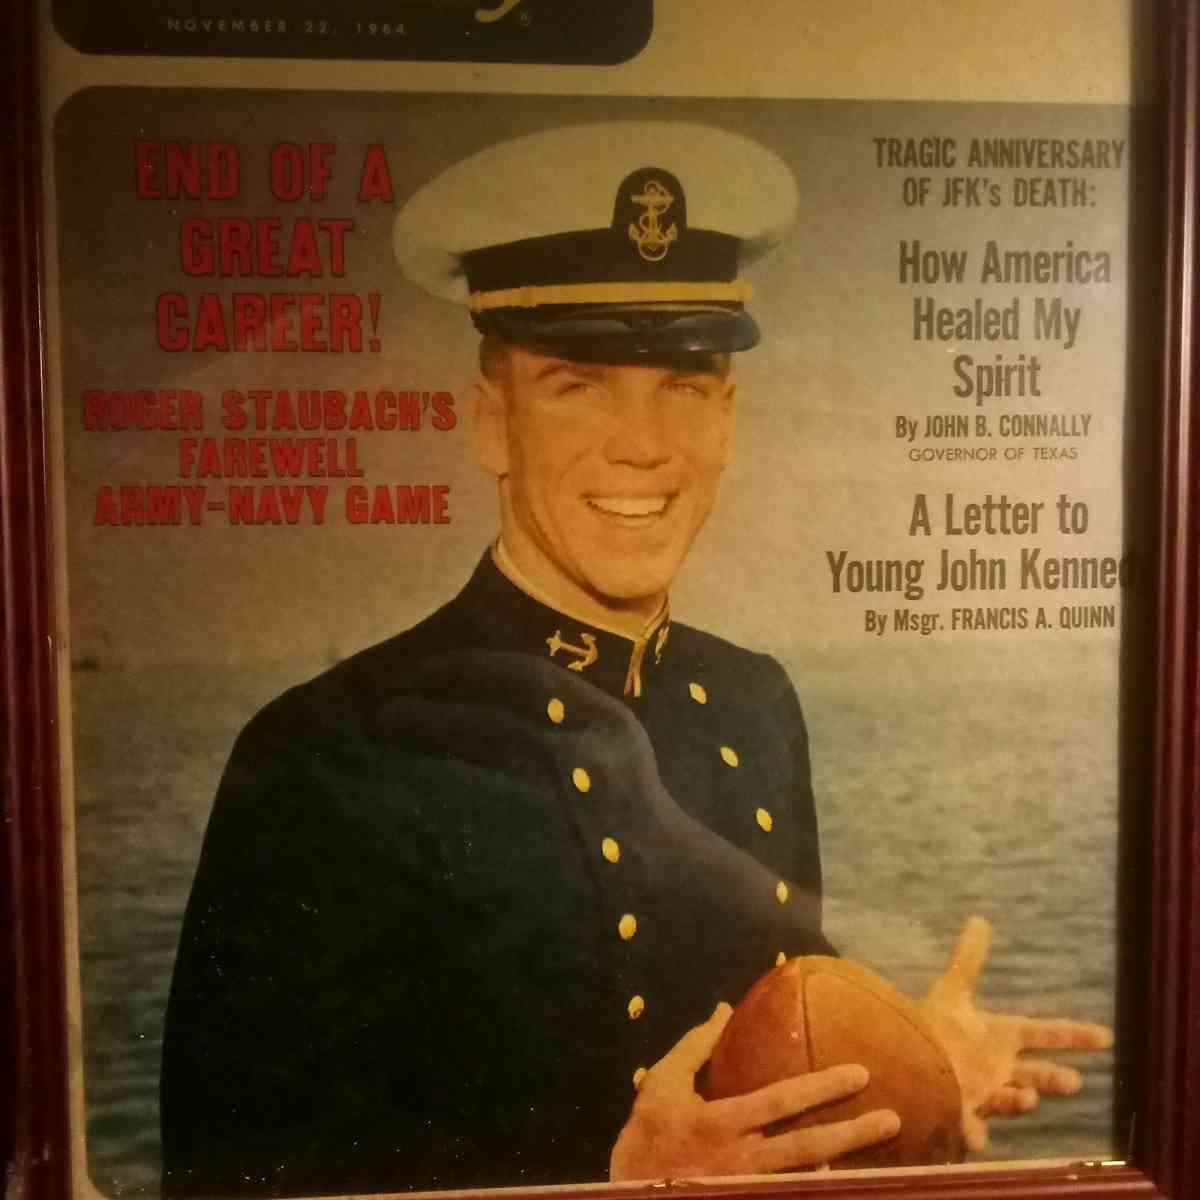 NOVEMBER 22, 1964
END OF A
GREAT
CAREER!
ROGER STAUBACH'S
FAREWELL
ARMY-NAVY GAME
TRAGIC ANNIVERSARY
OF JFK's DEATH:
How America
Healed My
Spirit
By JOHN B. CONNALLY
GOVERNOR OF TEXAS
A Letter to
Young John Kenned
By Msgr. FRANCIS A. QUINN